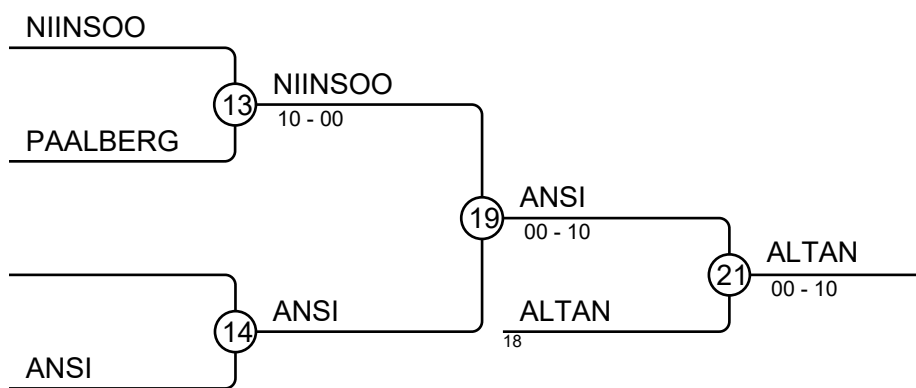 NIINSOO
13
NIINSOO
10 - 00
PAALBERG
19
ANSI
00 - 10
21
ALTAN
00 - 10
14
ANSI
ALTAN
18
ANSI